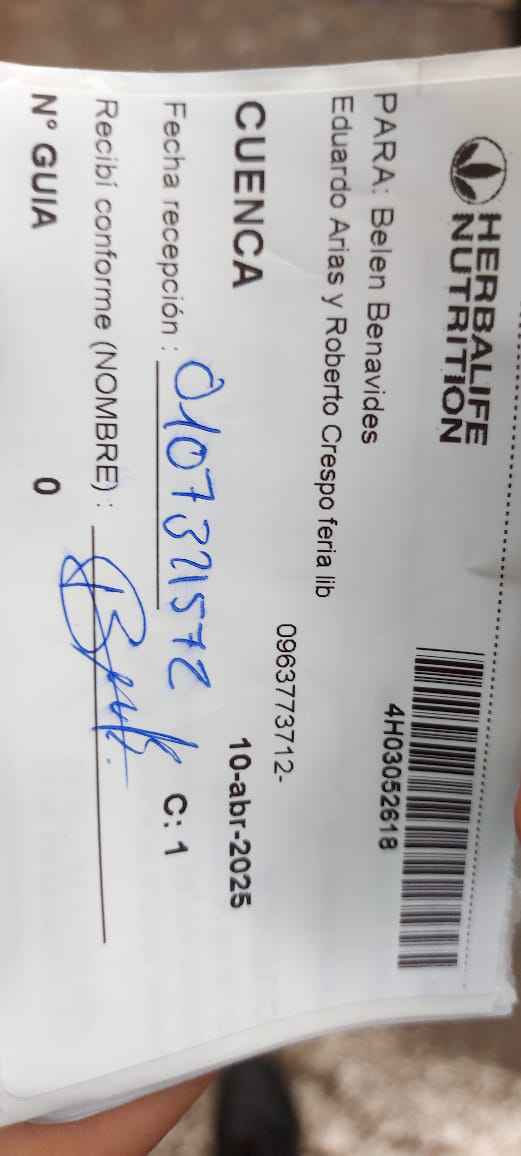 HERBALIFE
NUTRITION
4H03052618
PARA: Belen Benavides
Eduardo Arias y Roberto Crespo feria lib
0963773712-
CUENCA 10-abr-2025
Fecha recepción : 0107321572 C: 1
Recibí conforme (NOMBRE) :
N° GUIA 0